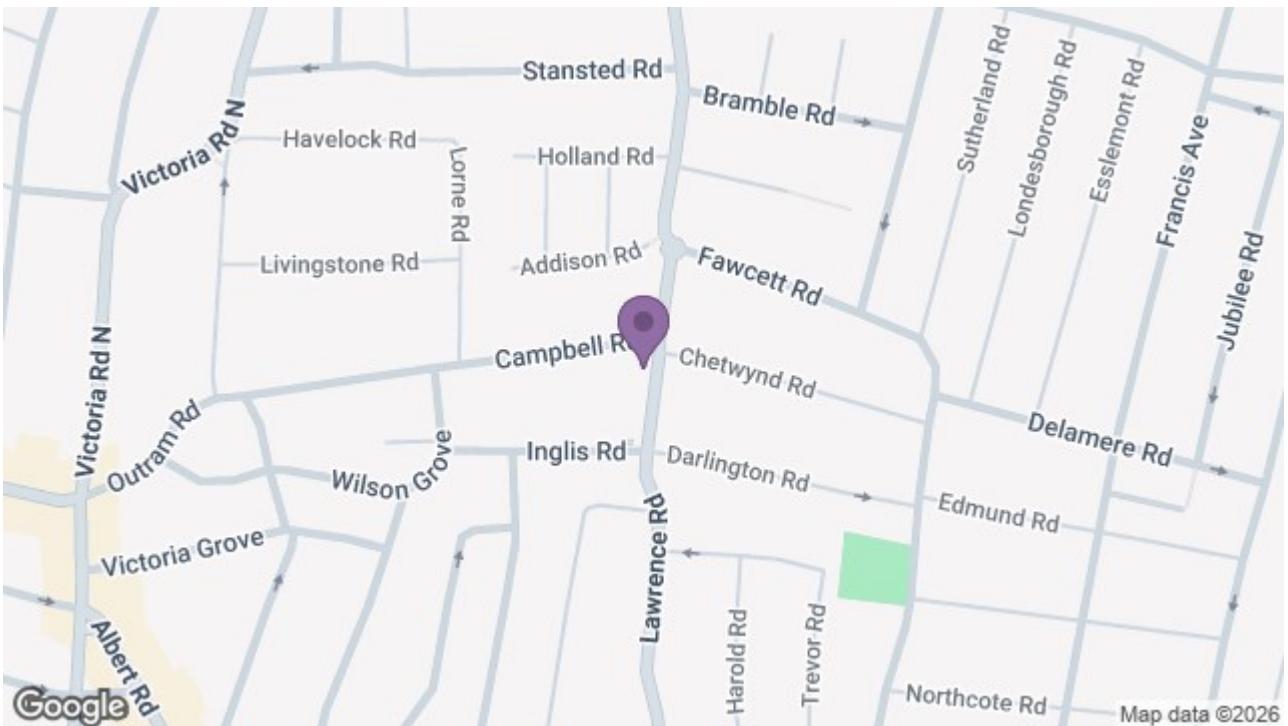 Stansted Rd
Bramble Rd
Sutherland Rd
Londesborough Rd
Esslemont Rd
Francis Ave
Jubilee Rd
Victoria Rd N
Havelock Rd
Lorne Rd
Holland Rd
Livingstone Rd
Addison Rd
Fawcett Rd
Campbell
Chetwynd Rd
Victoria Rd N
Outram Rd
Delamere Rd
Inglis Rd
Darlington Rd
Wilson Grove
Edmund Rd
Victoria Grove
Lawrence Rd
Harold Rd
Trevor Rd
Albert Rd
Northcote Rd
Google
Map data ©2026